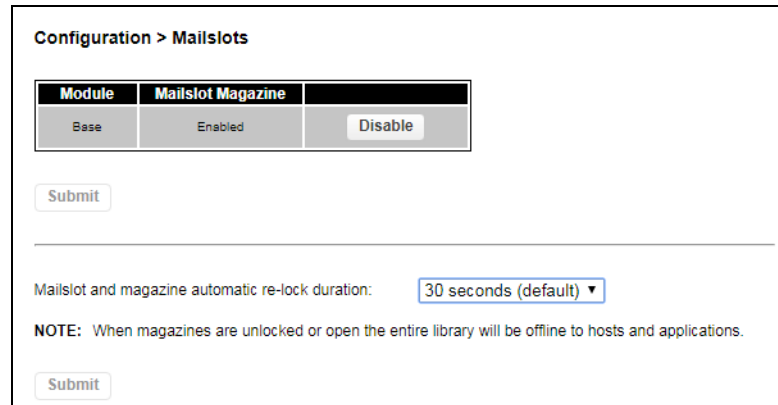 Configuration > Mailslots
Module Mailslot Magazine
Base Enabled Disable
Submit
Mailslot and magazine automatic re-lock duration: 30 seconds (default)
NOTE: When magazines are unlocked or open the entire library will be offline to hosts and applications.
Submit